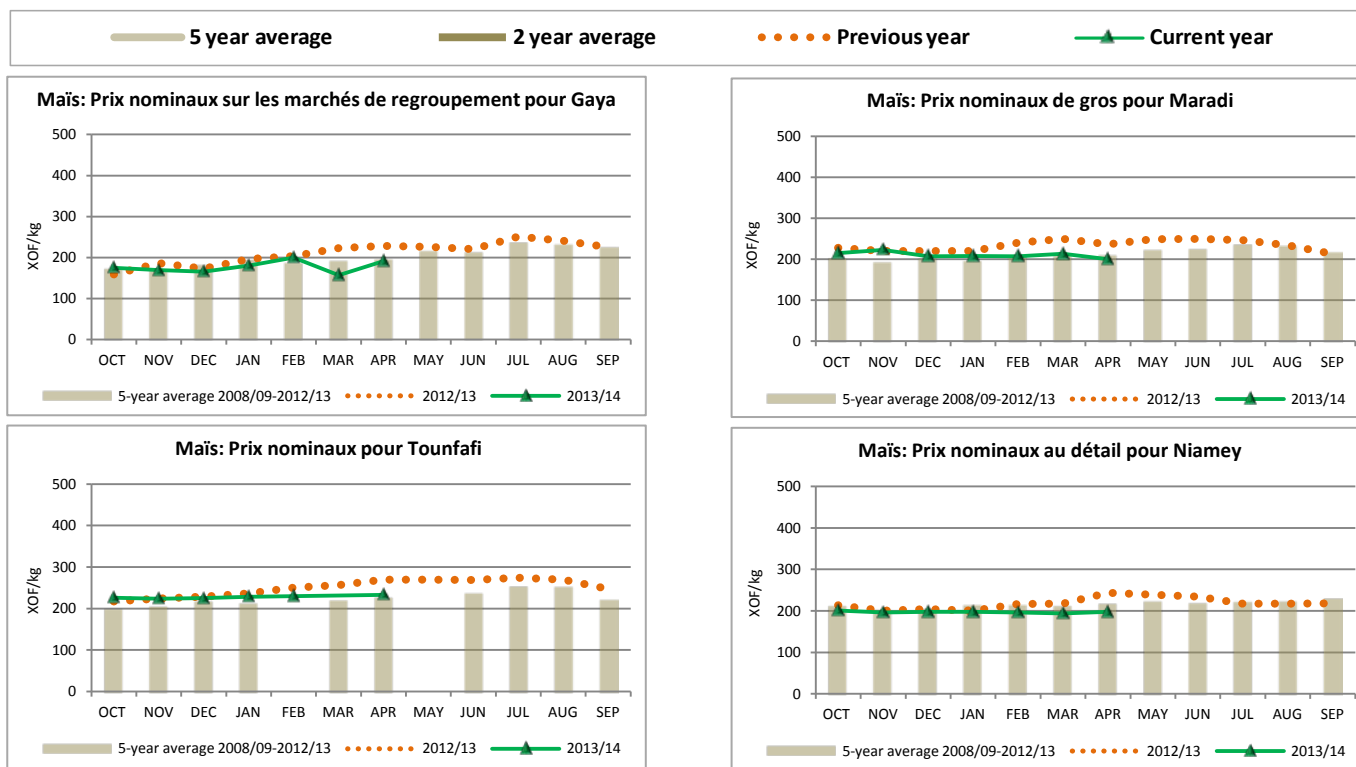 5 year average 2 year average Previous year Current year
Maïs: Prix nominaux sur les marchés de regroupement pour Gaya
500
400
300
200
100
0
XOF/kg
OCT NOV DEC JAN FEB MAR APR MAY JUN JUL AUG SEP
5-year average 2008/09-2012/13 2012/13 2013/14
Maïs: Prix nominaux de gros pour Maradi
500
400
300
200
100
0
XOF/kg
OCT NOV DEC JAN FEB MAR APR MAY JUN JUL AUG SEP
5-year average 2008/09-2012/13 2012/13 2013/14
Maïs: Prix nominaux pour Tounfafi
500
400
300
200
100
0
XOF/kg
OCT NOV DEC JAN FEB MAR APR MAY JUN JUL AUG SEP
5-year average 2008/09-2012/13 2012/13 2013/14
Maïs: Prix nominaux au détail pour Niamey
500
400
300
200
100
0
XOF/kg
OCT NOV DEC JAN FEB MAR APR MAY JUN JUL AUG SEP
5-year average 2008/09-2012/13 2012/13 2013/14